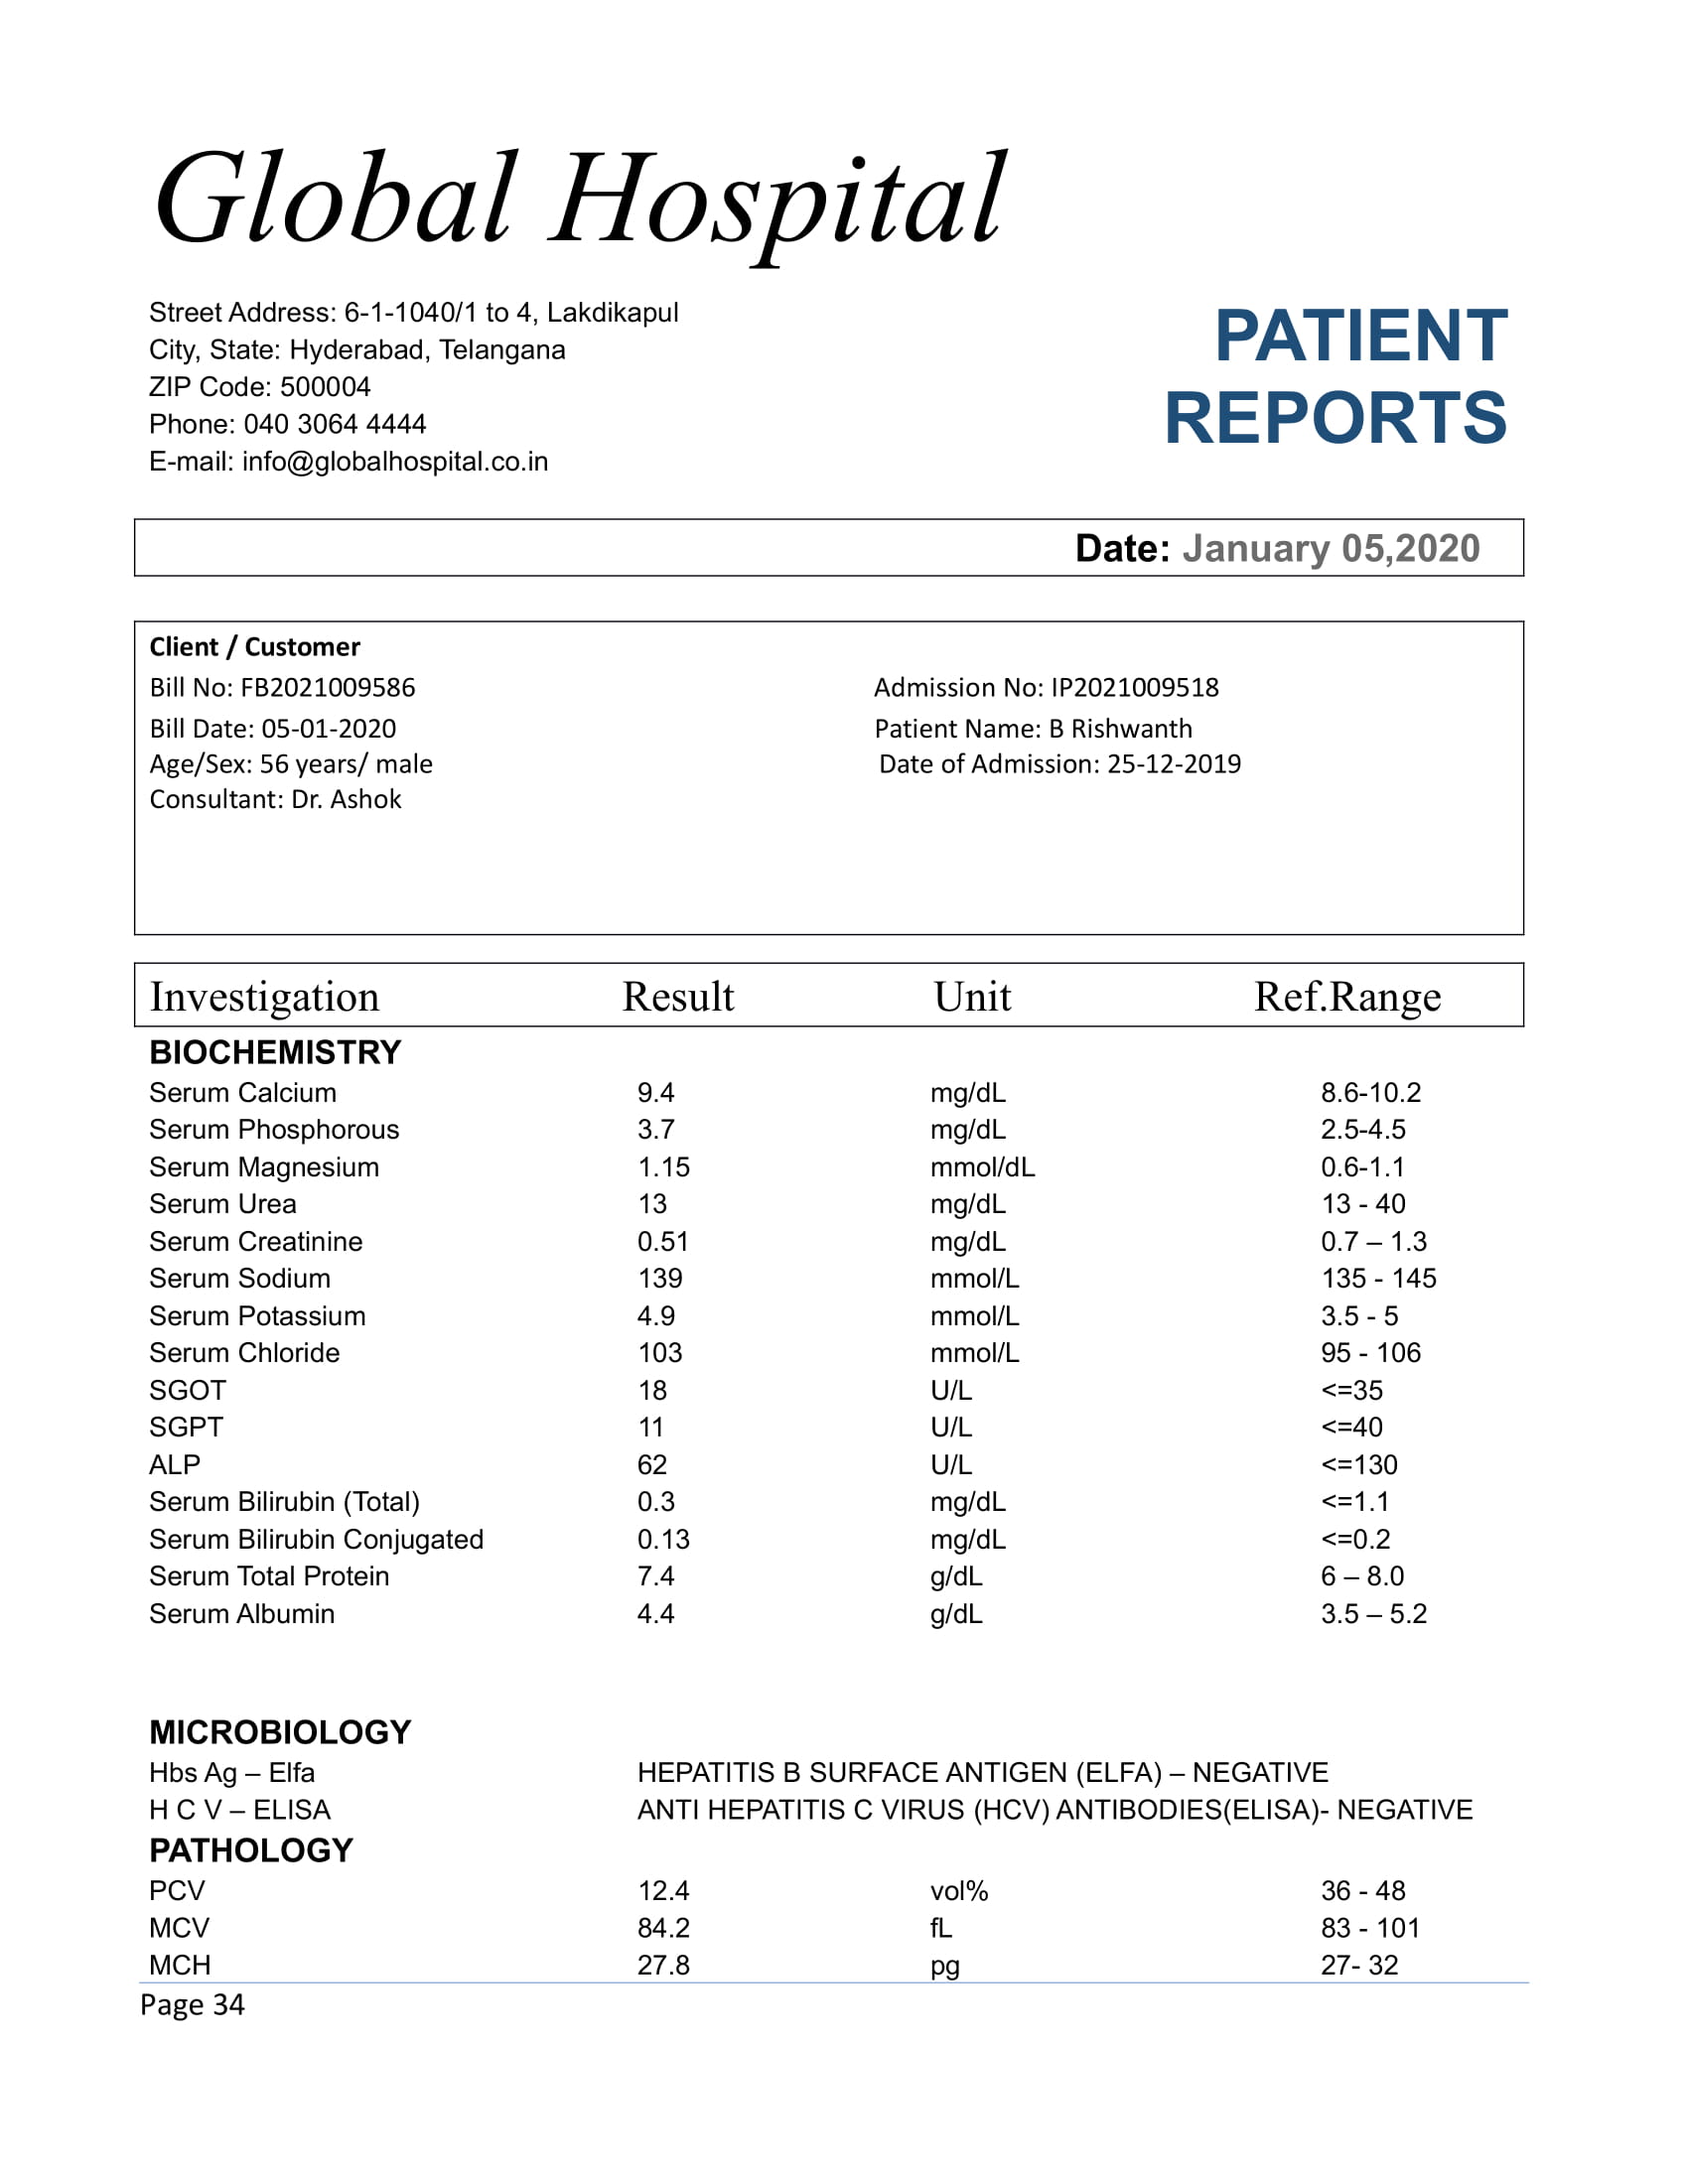 Global Hospital
Street Address: 6-1-1040/1 to 4, Lakdikapul
City, State: Hyderabad, Telangana
ZIP Code: 500004
Phone: 040 3064 4444
E-mail: info@globalhospital.co.in
PATIENT
REPORTS
Date: January 05,2020
Client / Customer
Bill No: FB2021009586 Admission No: IP2021009518
Bill Date: 05-01-2020 Patient Name: B Rishwanth
Age/Sex: 56 years/ male Date of Admission: 25-12-2019
Consultant: Dr. Ashok
Investigation Result Unit Ref.Range
BIOCHEMISTRY
Serum Calcium 9.4 mg/dL 8.6-10.2
Serum Phosphorous 3.7 mg/dL 2.5-4.5
Serum Magnesium 1.15 mmol/dL 0.6-1.1
Serum Urea 13 mg/dL 13 - 40
Serum Creatinine 0.51 mg/dL 0.7 – 1.3
Serum Sodium 139 mmol/L 135 - 145
Serum Potassium 4.9 mmol/L 3.5 - 5
Serum Chloride 103 mmol/L 95 - 106
SGOT 18 U/L <=35
SGPT 11 U/L <=40
ALP 62 U/L <=130
Serum Bilirubin (Total) 0.3 mg/dL <=1.1
Serum Bilirubin Conjugated 0.13 mg/dL <=0.2
Serum Total Protein 7.4 g/dL 6 – 8.0
Serum Albumin 4.4 g/dL 3.5 – 5.2
MICROBIOLOGY
Hbs Ag – Elfa HEPATITIS B SURFACE ANTIGEN (ELFA) – NEGATIVE
H C V – ELISA ANTI HEPATITIS C VIRUS (HCV) ANTIBODIES(ELISA)- NEGATIVE
PATHOLOGY
PCV 12.4 vol% 36 - 48
MCV 84.2 fL 83 - 101
MCH 27.8 pg 27- 32
Page 34